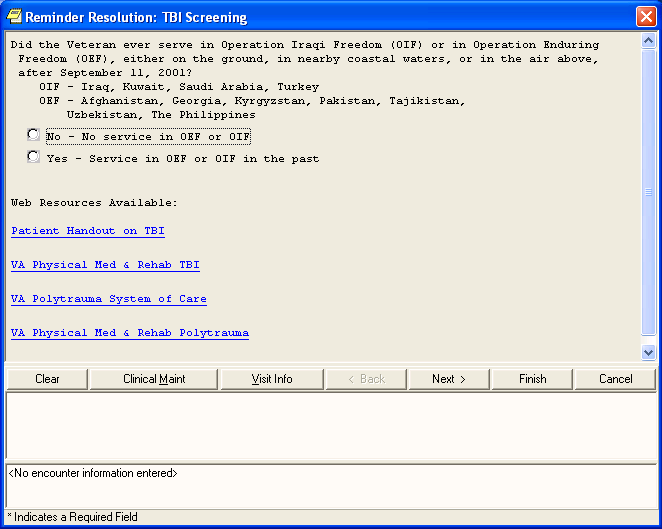 Reminder Resolution: TBI Screening
Did the Veteran ever serve in Operation Iraqi Freedom (OIF) or in Operation Enduring
Freedom (OEF), either on the ground, in nearby coastal waters, or in the air above,
after September 11, 2001?
OIF - Iraq, Kuwait, Saudi Arabia, Turkey
OEF - Afghanistan, Georgia, Kyrgyzstan, Pakistan, Tajikistan,
Uzbekistan, The Philippines
No - No service in OEF or OIF
Yes - Service in OEF or OIF in the past
Web Resources Available:
Patient Handout on TBI
VA Physical Med & Rehab TBI
VA Polytrauma System of Care
VA Physical Med & Rehab Polytrauma
Clear Clinical Maint Visit Info < Back Next > Finish Cancel
<No encounter information entered>
* Indicates a Required Field